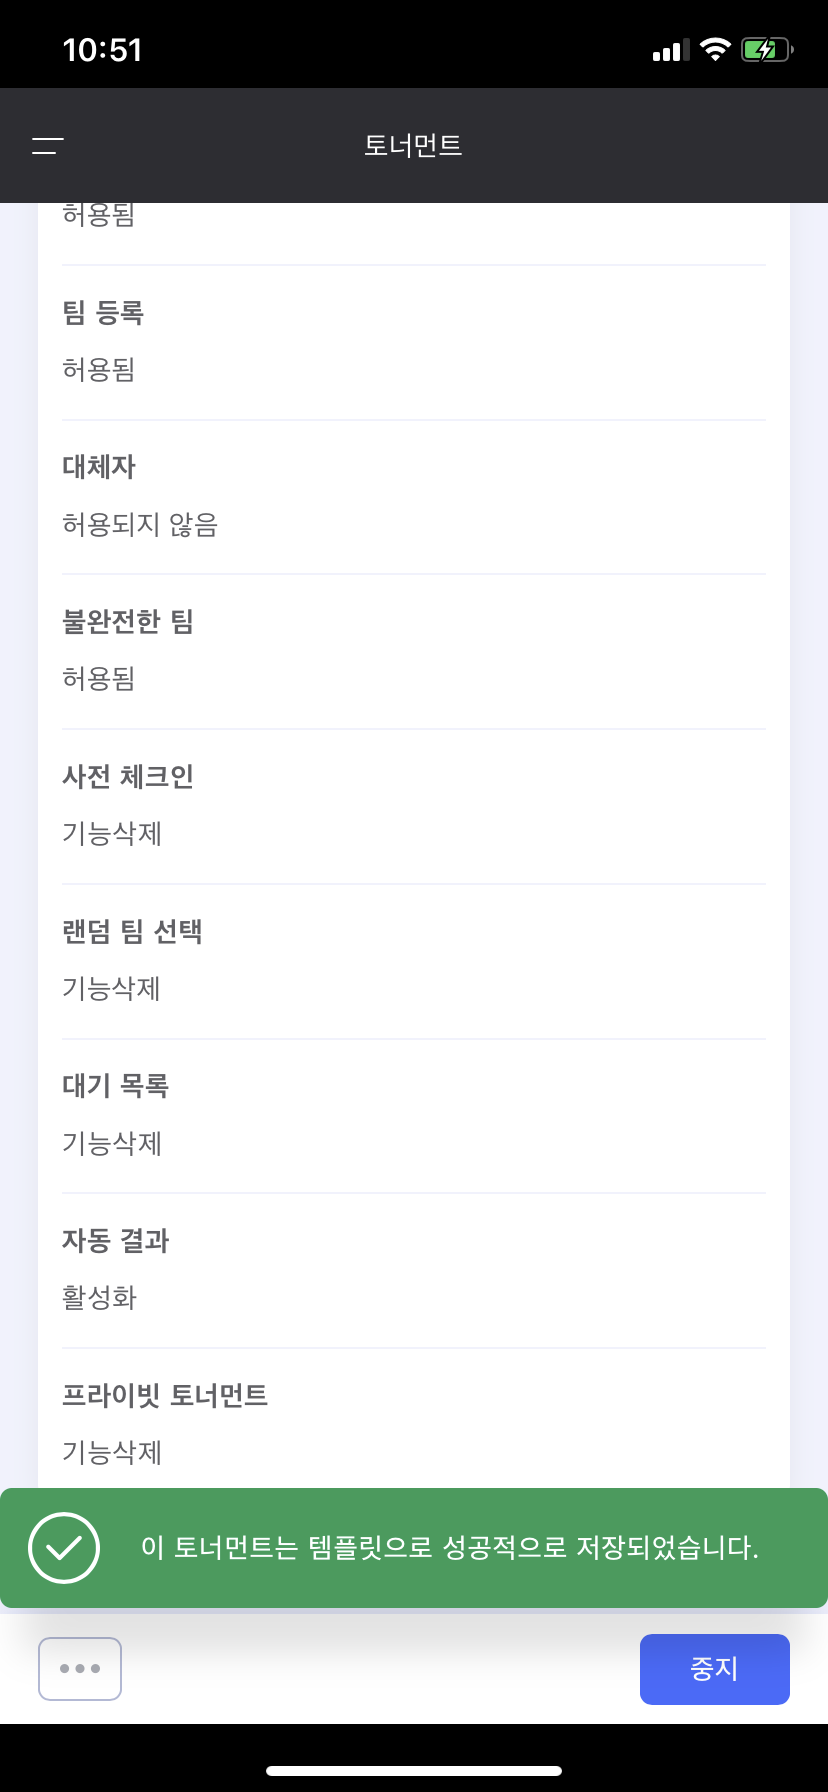 10:51
토너먼트
허용됨
팀 등록
허용됨
대체자
허용되지 않음
불완전한 팀
허용됨
사전 체크인
기능삭제
랜덤 팀 선택
기능삭제
대기 목록
기능삭제
자동 결과
활성화
프라이빗 토너먼트
기능삭제
이 토너먼트는 템플릿으로 성공적으로 저장되었습니다.
중지